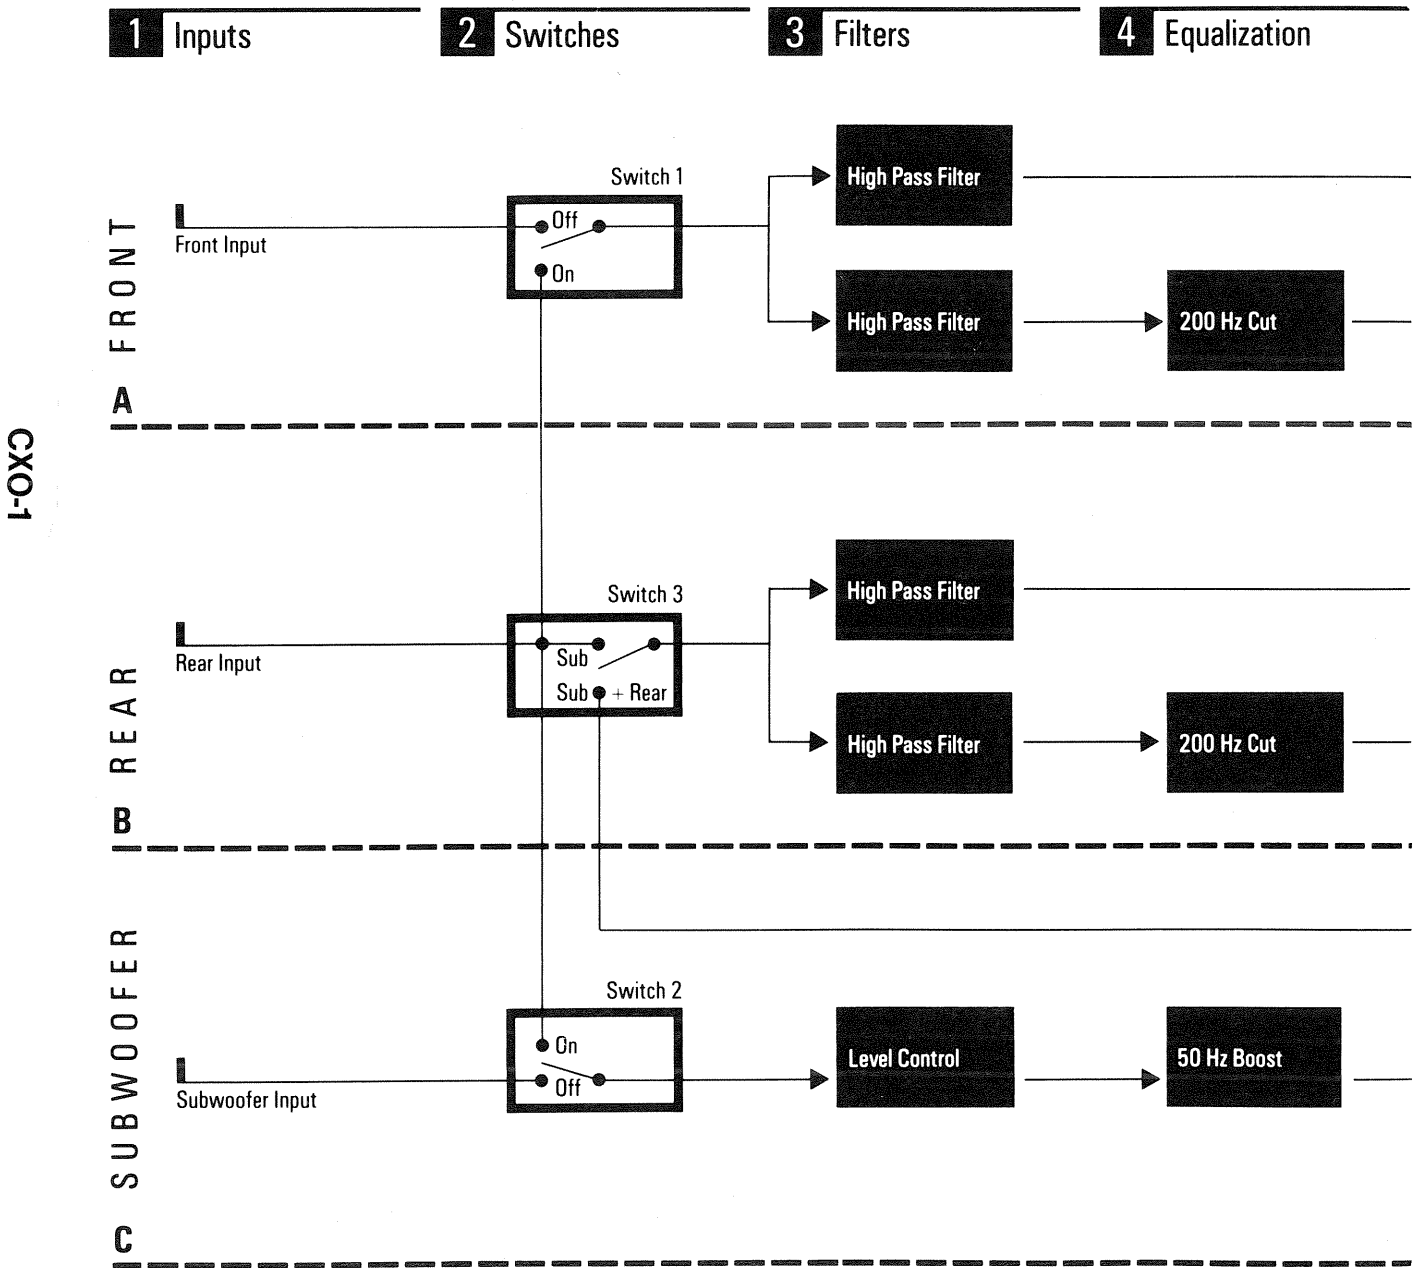 1 Inputs
2 Switches
3 Filters
4 Equalization
CXO-1
FRONT
A
Front Input
Switch 1
Off
On
High Pass Filter
High Pass Filter
200 Hz Cut
REAR
B
Rear Input
Switch 3
Sub
Sub + Rear
High Pass Filter
High Pass Filter
200 Hz Cut
SUBWOOFER
C
Subwoofer Input
Switch 2
On
Off
Level Control
50 Hz Boost